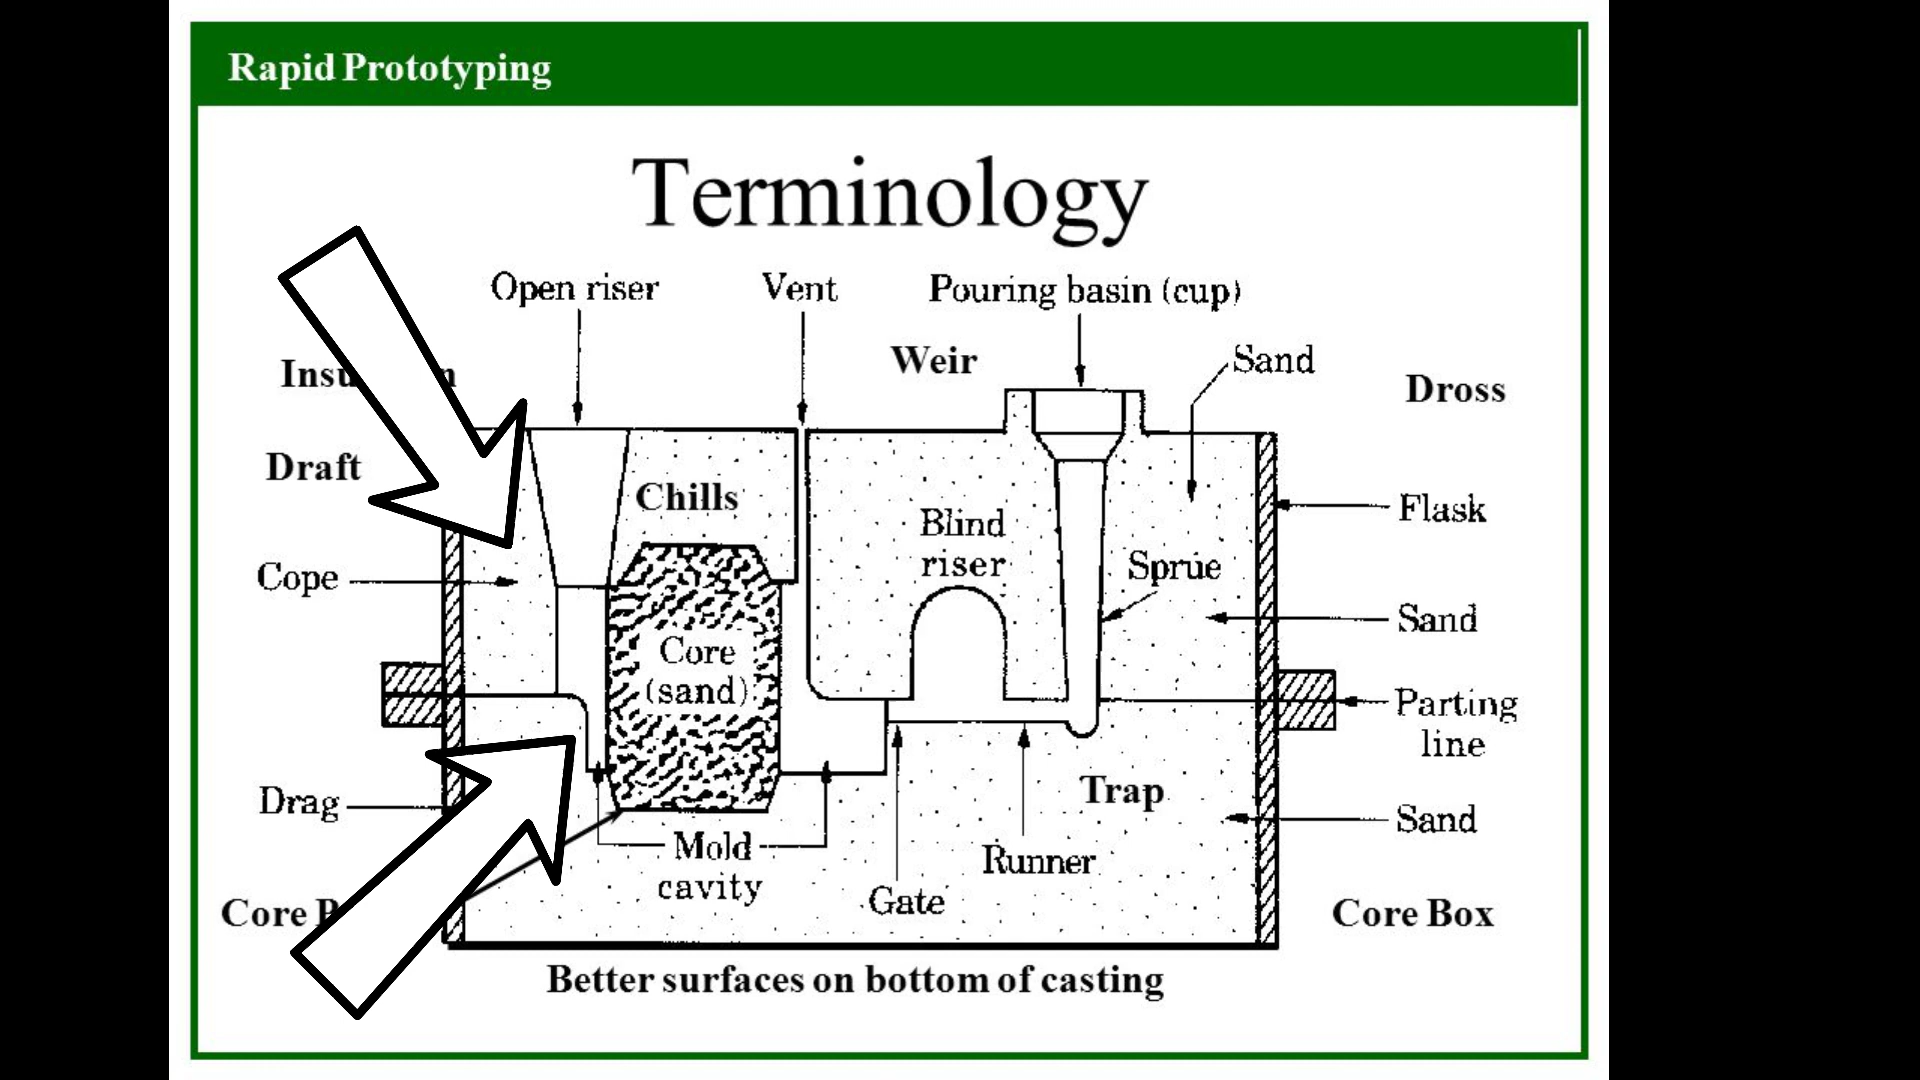 Rapid Prototyping
Terminology
Open riser
Vent
Pouring basin (cup)
Weir
Sand
Dross
Draft
Chills
Blind
riser
Flask
Cope
Sprue
Sand
Core
(sand)
Parting
line
Drag
Trap
Sand
Mold
cavity
Runner
Gate
Core
Core Box
Better surfaces on bottom of casting